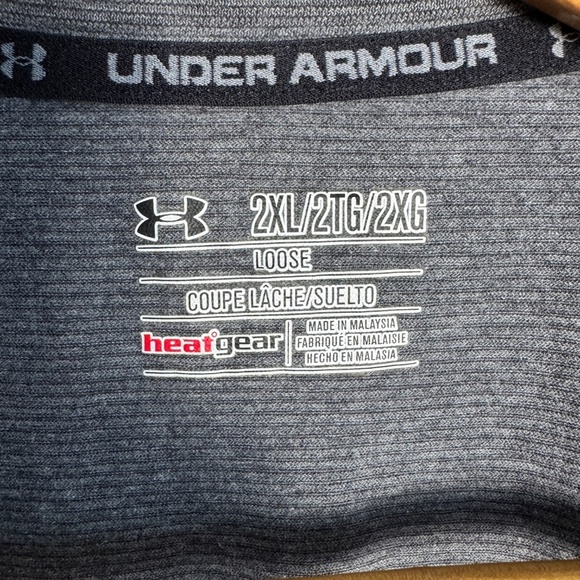 UNDER ARMOUR
2XL/2TG/2XG
LOOSE
COUPE LÂCHE/SUELTO
heatgear
MADE IN MALAYSIA
FABRIQUÉ EN MALAISIE
HECHO EN MALASIA